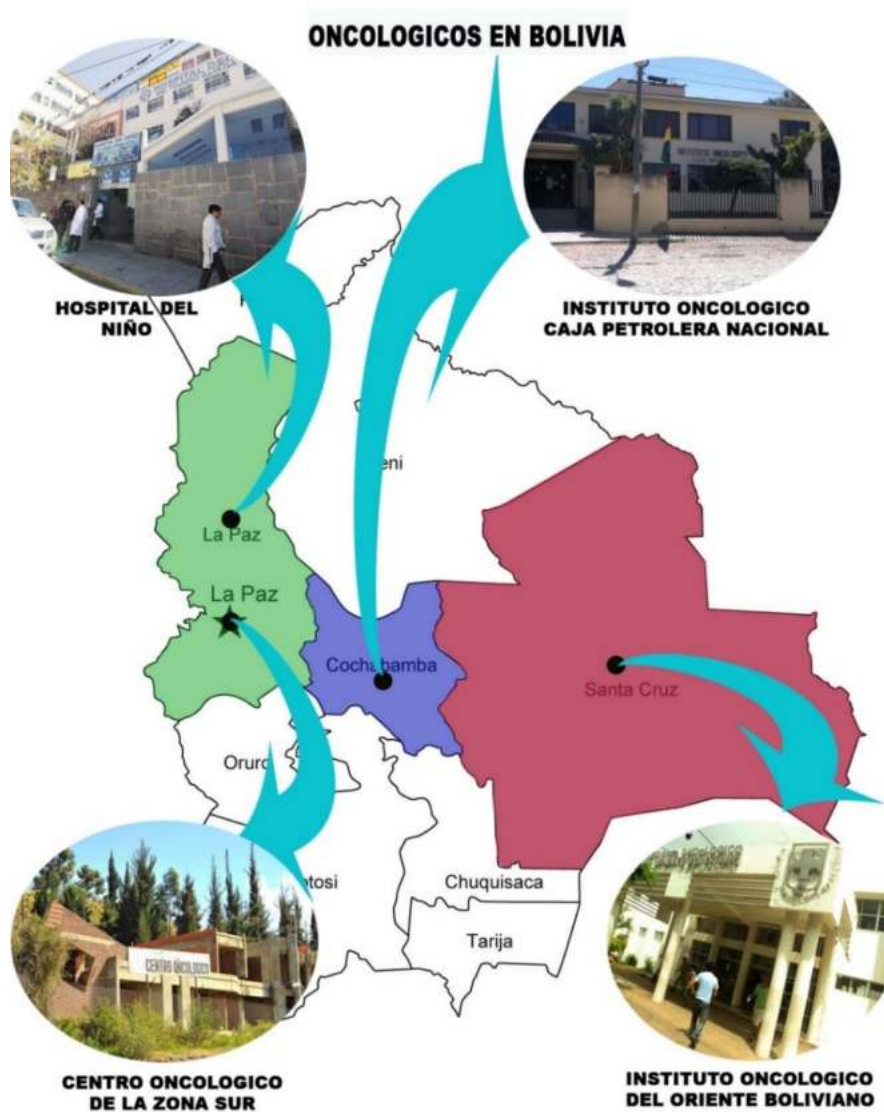 ONCOLOGICOS EN BOLIVIA
HOSPITAL DEL
NIÑO
INSTITUTO ONCOLOGICO
CAJA PETROLERA NACIONAL
La Paz
La Paz
Cochabamba
Santa Cruz
Oruro
Chuquisaca
Tarija
CENTRO ONCOLOGICO
CENTRO ONCOLOGICO
DE LA ZONA SUR
INSTITUTO ONCOLOGICO
DEL ORIENTE BOLIVIANO